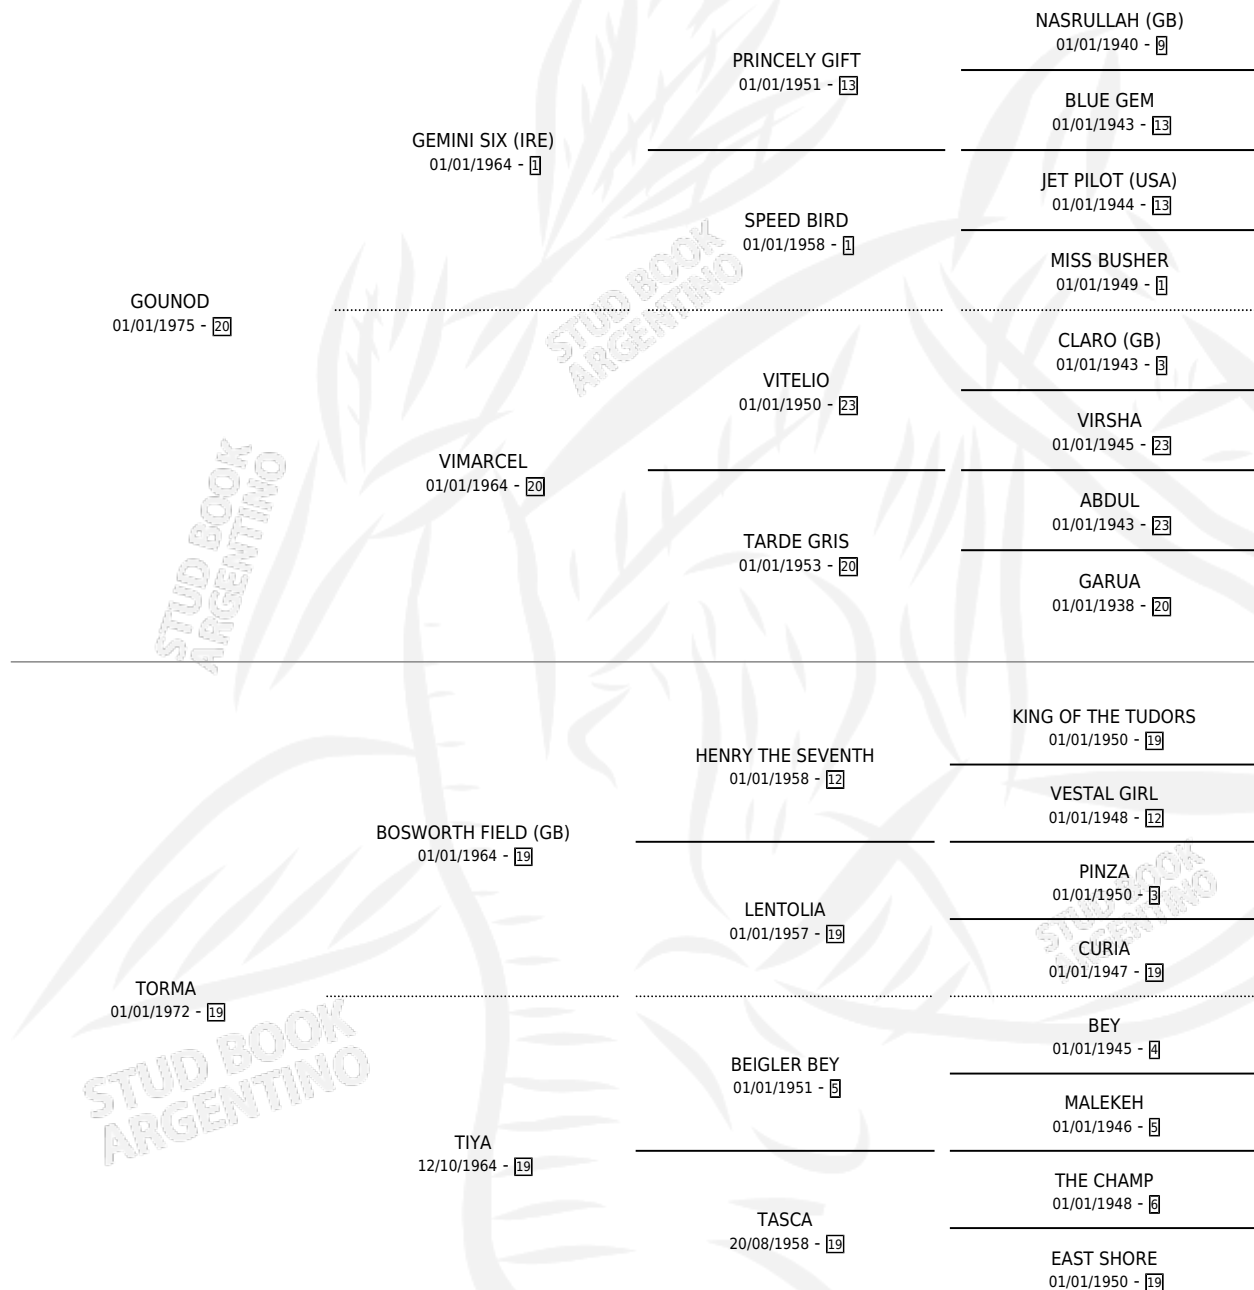 NASRULLAH (GB)
01/01/1940 - 9
PRINCELY GIFT
01/01/1951 - 13
BLUE GEM
01/01/1943 - 13
GEMINI SIX (IRE)
01/01/1964 - 1
JET PILOT (USA)
01/01/1944 - 13
SPEED BIRD
01/01/1958 - 1
MISS BUSHER
01/01/1949 - 1
GOUNOD
01/01/1975 - 20
CLARO (GB)
01/01/1943 - 3
VITELIO
01/01/1950 - 23
VIRSHA
01/01/1945 - 23
VIMARCEL
01/01/1964 - 20
ABDUL
01/01/1943 - 23
TARDE GRIS
01/01/1953 - 20
GARUA
01/01/1938 - 20
KING OF THE TUDORS
01/01/1950 - 19
HENRY THE SEVENTH
01/01/1958 - 12
VESTAL GIRL
01/01/1948 - 12
BOSWORTH FIELD (GB)
01/01/1964 - 19
PINZA
01/01/1950 - 3
LENTOLIA
01/01/1957 - 19
CURIA
01/01/1947 - 19
TORMA
01/01/1972 - 19
BEY
01/01/1945 - 4
BEIGLER BEY
01/01/1951 - 5
MALEKEH
01/01/1946 - 5
TIYA
12/10/1964 - 19
THE CHAMP
01/01/1948 - 6
TASCA
20/08/1958 - 19
EAST SHORE
01/01/1950 - 19
STUD BOOK
ARGENTINO
STUD BOOK
ARGENTINO
STUD BOOK
ARGENTINO
STUD BOOK
ARGENTINO